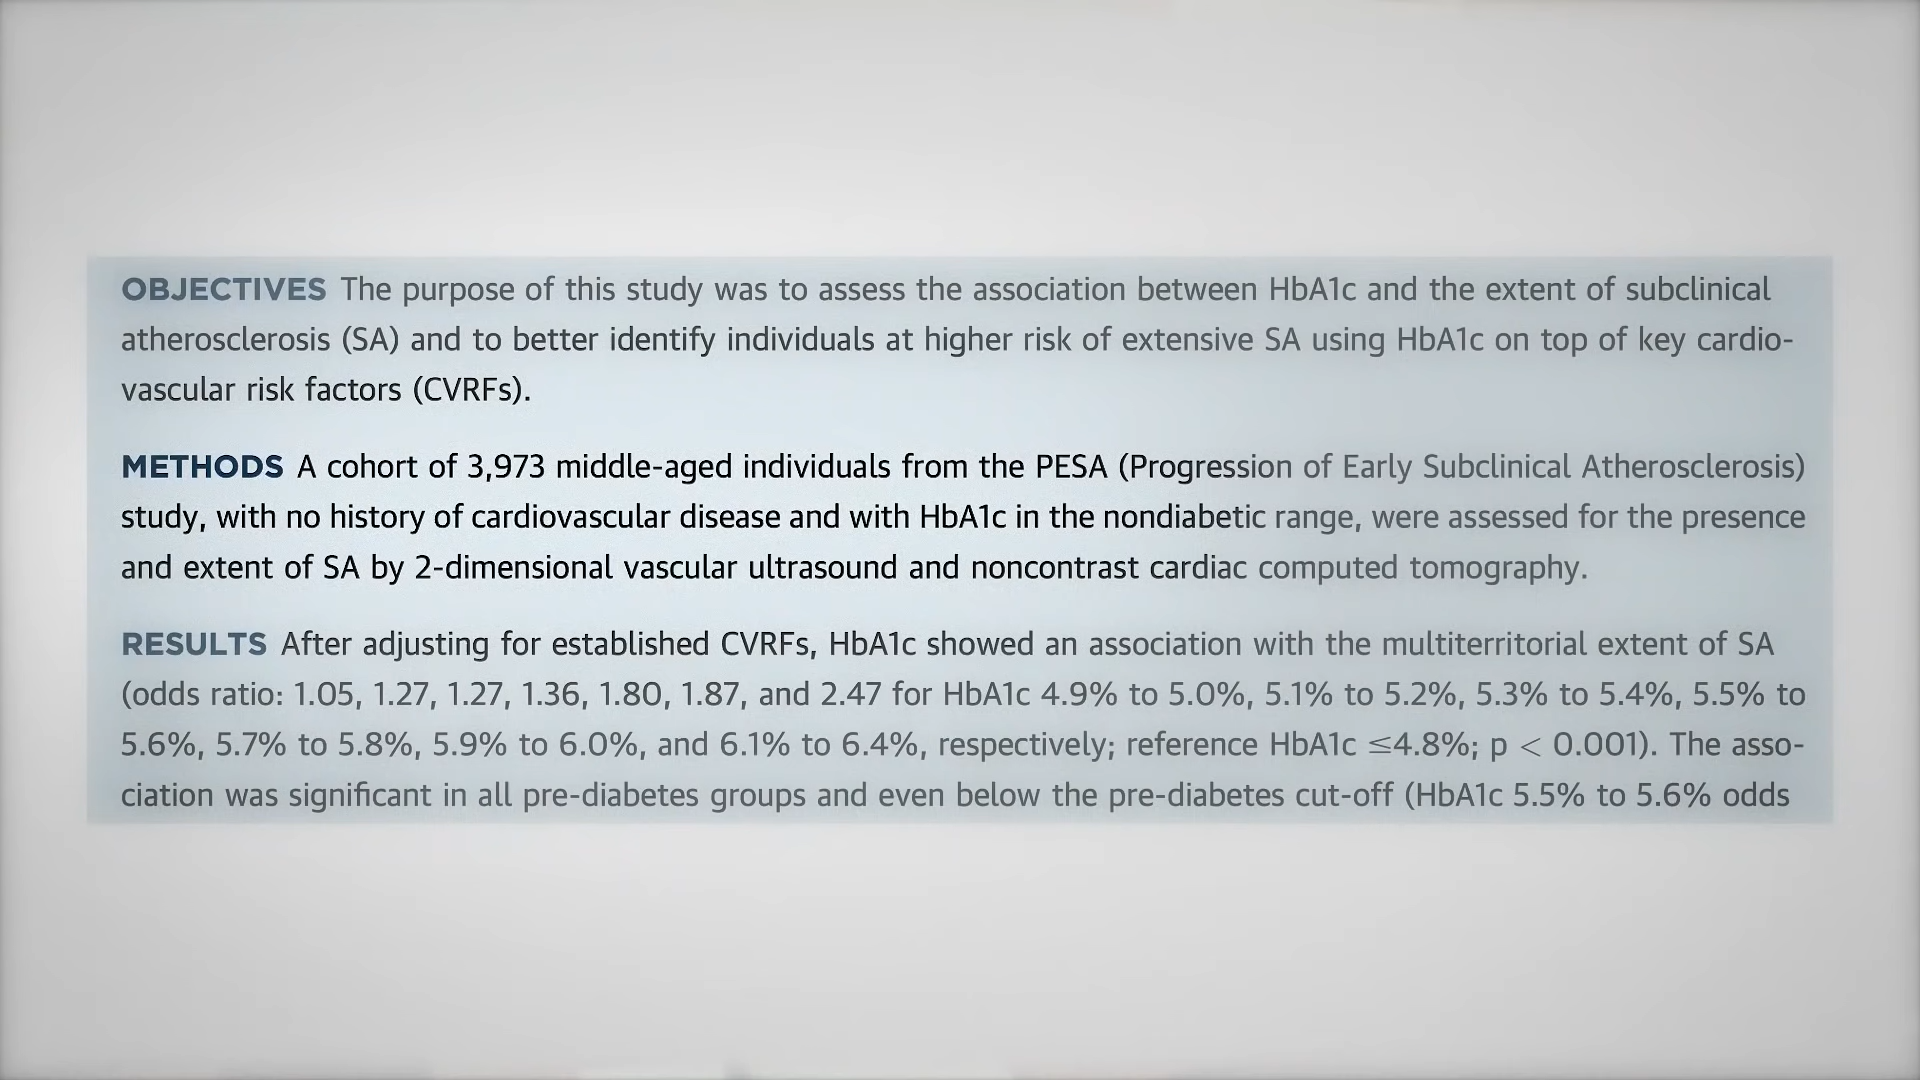 OBJECTIVES The purpose of this study was to assess the association between HbA1c and the extent of subclinical
atherosclerosis (SA) and to better identify individuals at higher risk of extensive SA using HbA1c on top of key cardio-
vascular risk factors (CVRFs).
METHODS A cohort of 3,973 middle-aged individuals from the PESA (Progression of Early Subclinical Atherosclerosis)
study, with no history of cardiovascular disease and with HbA1c in the nondiabetic range, were assessed for the presence
and extent of SA by 2-dimensional vascular ultrasound and noncontrast cardiac computed tomography.
RESULTS After adjusting for established CVRFs, HbA1c showed an association with the multiterritorial extent of SA
(odds ratio: 1.05, 1.27, 1.27, 1.36, 1.80, 1.87, and 2.47 for HbA1c 4.9% to 5.0%, 5.1% to 5.2%, 5.3% to 5.4%, 5.5% to
5.6%, 5.7% to 5.8%, 5.9% to 6.0%, and 6.1% to 6.4%, respectively; reference HbA1c ≤4.8%; p < 0.001). The asso-
ciation was significant in all pre-diabetes groups and even below the pre-diabetes cut-off (HbA1c 5.5% to 5.6% odds